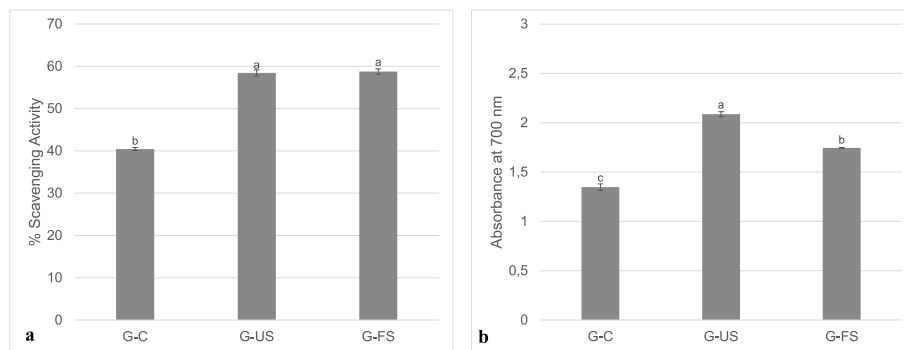 70
60
50
40
30
20
10
0
% Scavenging Activity
b
a
a
G-C
G-US
G-FS
a
3
2,5
2
1,5
1
0,5
0
Absorbance at 700 nm
c
a
b
G-C
G-US
G-FS
b